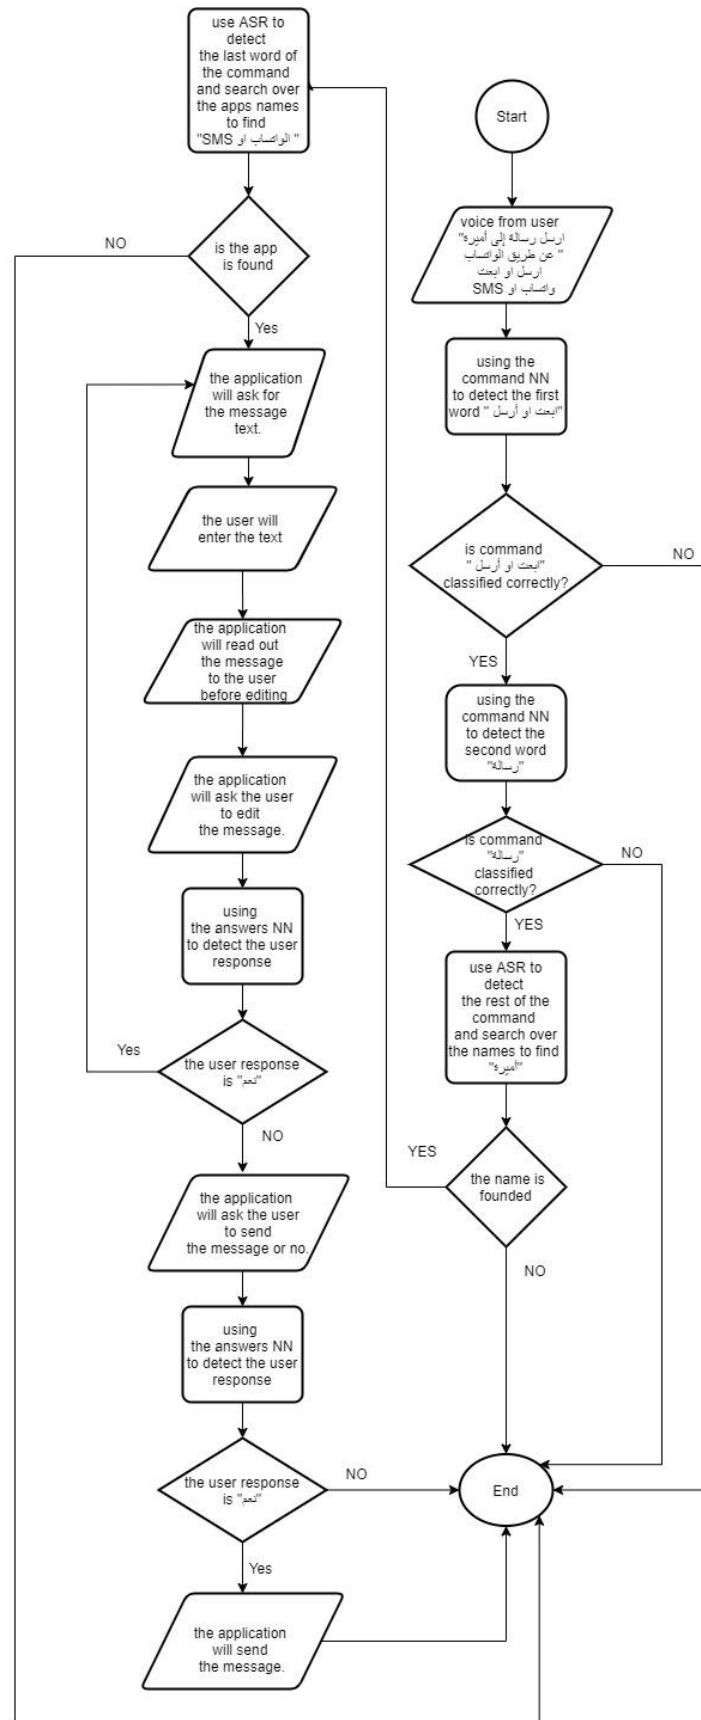 Start
voice from user
"ارسل رسالة إلى أميرة
عن طريق الواتساب "
ارسل او ابعت
واتساب او SMS
using the
command NN
to detect the first
word " ابعت او أرسل"
is command
" ابعت او أرسل"
classified correctly?
NO
YES
using the
command NN
to detect the
second word
"رسالة"
is command
"رسالة"
classified
correctly?
NO
YES
use ASR to
detect
the rest of the
command
and search over
the names to find
"أميرة"
YES
the name is
founded
NO
End
use ASR to
detect
the last word of
the command
and search over
the apps names
to find
"SMS الواتساب او "
NO
is the app
is found
Yes
the application
will ask for
the message
text.
the user will
enter the text
the application
will read out
the message
to the user
before editing
the application
will ask the user
to edit
the message.
using
the answers NN
to detect the user
response
Yes
the user response
is "نعم"
NO
the application
will ask the user
to send
the message or no.
using
the answers NN
to detect the user
response
the user response
is "نعم"
NO
Yes
the application
will send
the message.